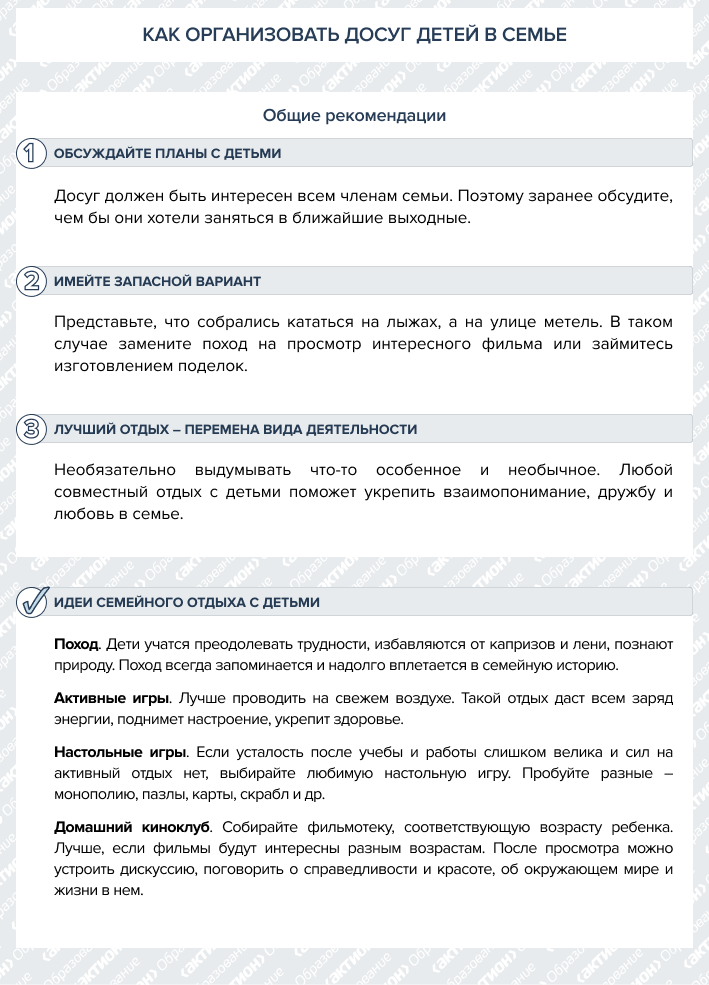 КАК ОРГАНИЗОВАТЬ ДОСУГ ДЕТЕЙ В СЕМЬЕ
Общие рекомендации
1 ОБСУЖДАЙТЕ ПЛАНЫ С ДЕТЬМИ
Досуг должен быть интересен всем членам семьи. Поэтому заранее обсудите,
чем бы они хотели заняться в ближайшие выходные.
2 ИМЕЙТЕ ЗАПАСНОЙ ВАРИАНТ
Представьте, что собрались кататься на лыжах, а на улице метель. В таком
случае замените поход на просмотр интересного фильма или займитесь
изготовлением поделок.
3 ЛУЧШИЙ ОТДЫХ – ПЕРЕМЕНА ВИДА ДЕЯТЕЛЬНОСТИ
Необязательно выдумывать что-то особенное и необычное. Любой
совместный отдых с детьми поможет укрепить взаимопонимание, дружбу и
любовь в семье.
ИДЕИ СЕМЕЙНОГО ОТДЫХА С ДЕТЬМИ
Поход. Дети учатся преодолевать трудности, избавляются от капризов и лени, познают
природу. Поход всегда запоминается и надолго вплетается в семейную историю.
Активные игры. Лучше проводить на свежем воздухе. Такой отдых даст всем заряд
энергии, поднимет настроение, укрепит здоровье.
Настольные игры. Если усталость после учебы и работы слишком велика и сил на
активный отдых нет, выбирайте любимую настольную игру. Пробуйте разные –
монополию, пазлы, карты, скрабл и др.
Домашний киноклуб. Собирайте фильмотеку, соответствующую возрасту ребенка.
Лучше, если фильмы будут интересны разным возрастам. После просмотра можно
устроить дискуссию, поговорить о справедливости и красоте, об окружающем мире и
жизни в нем.